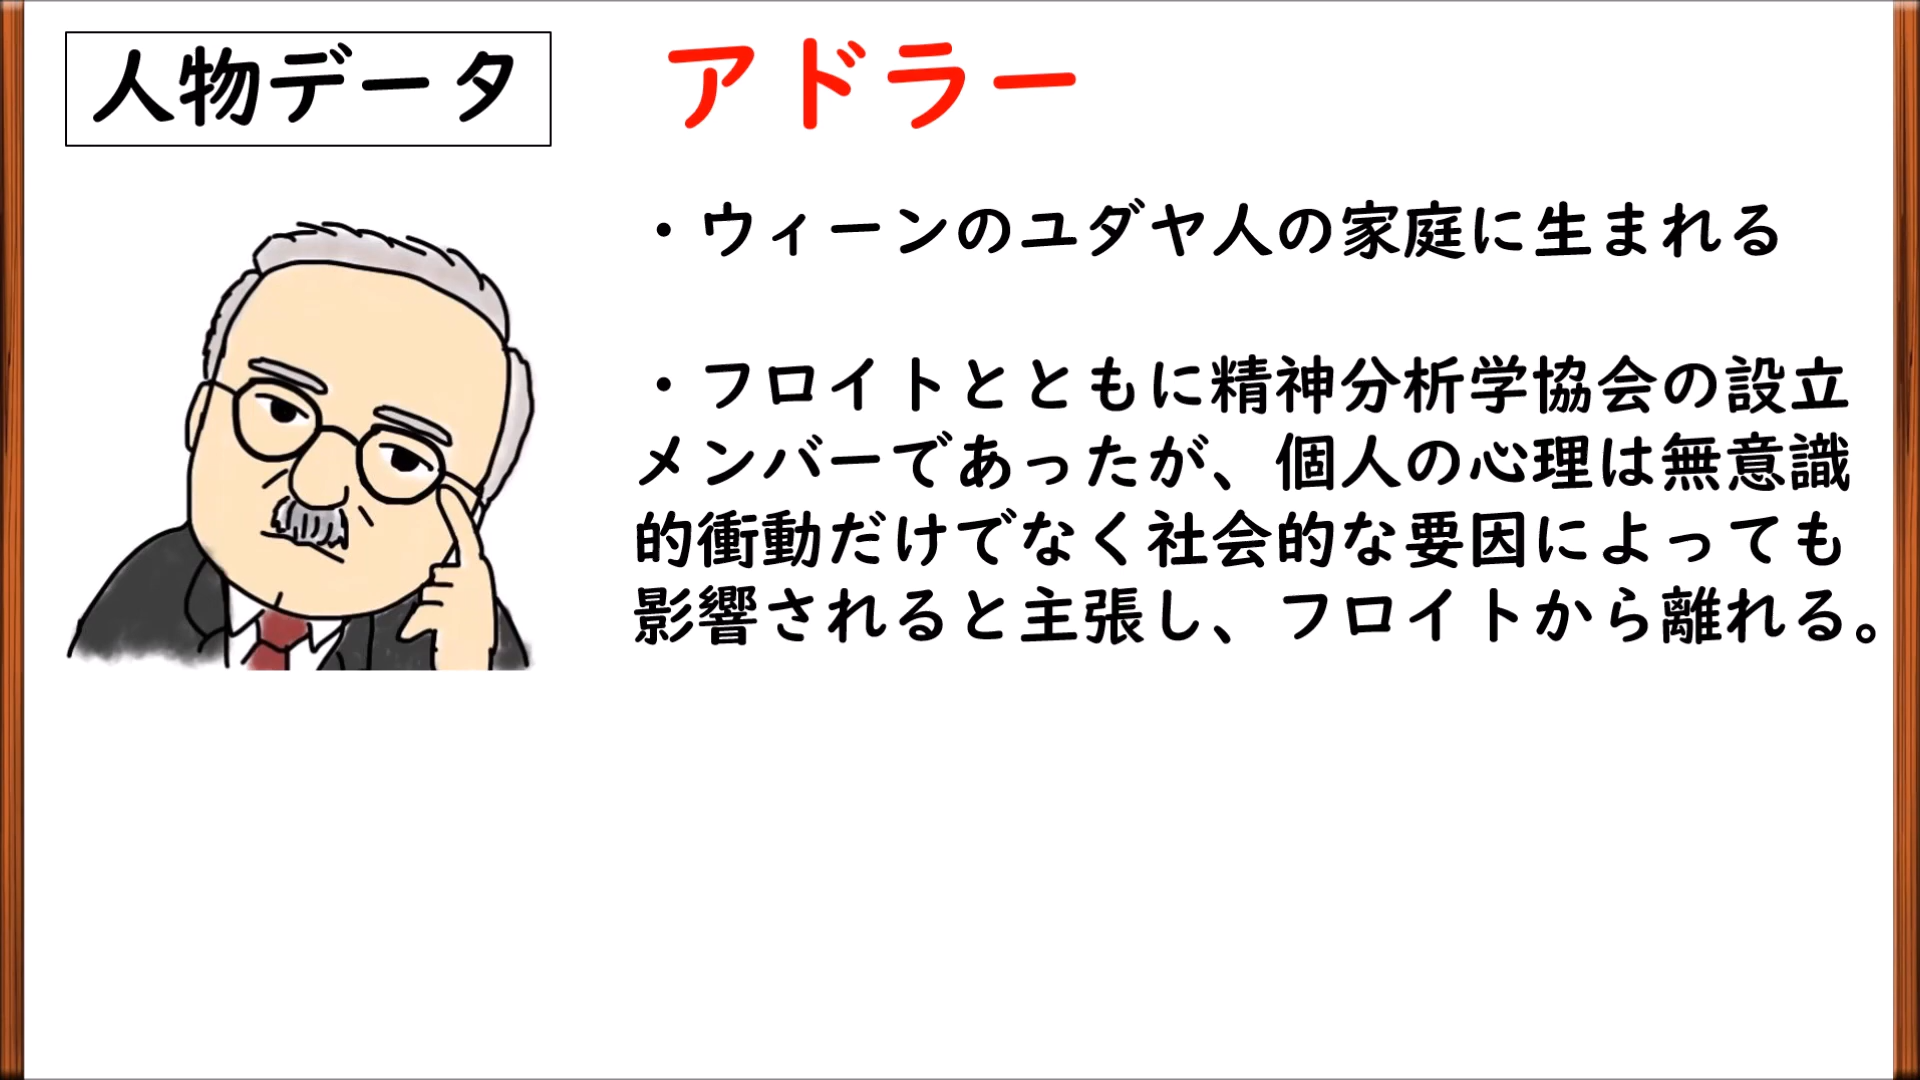 人物データ
アドラー
・ウィーンのユダヤ人の家庭に生まれる
・フロイトとともに精神分析学協会の設立
メンバーであったが、個人の心理は無意識
的衝動だけでなく社会的な要因によっても
影響されると主張し、フロイトから離れる。